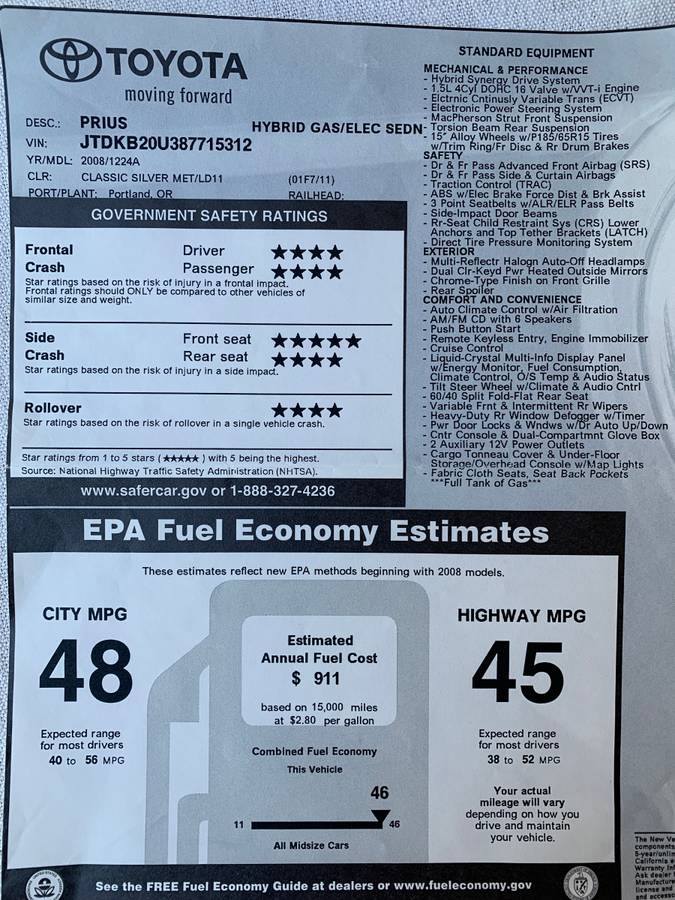 TOYOTA
moving forward
DESC.: PRIUS HYBRID GAS/ELEC SEDN
VIN: JTDKB20U387715312
YR/MDL: 2008/1224A
CLR: CLASSIC SILVER MET/LD11 (01F7/11)
PORT/PLANT: Portland, OR RAILHEAD:
GOVERNMENT SAFETY RATINGS
Frontal Driver ★★★★
Crash Passenger ★★★★
Star ratings based on the risk of injury in a frontal impact.
Frontal ratings should ONLY be compared to other vehicles of
similar size and weight.
Side Front seat ★★★★★
Crash Rear seat ★★★★
Star ratings based on the risk of injury in a side impact.
Rollover ★★★★
Star ratings based on the risk of rollover in a single vehicle crash.
Star ratings from 1 to 5 stars (★★★★★) with 5 being the highest.
Source: National Highway Traffic Safety Administration (NHTSA).
www.safercar.gov or 1-888-327-4236
STANDARD EQUIPMENT
MECHANICAL & PERFORMANCE
- Hybrid Synergy Drive System
- 1.5L 4Cyl DOHC 16 Valve w/VVT-i Engine
- Elctrnc Cntinusly Variable Trans (ECVT)
- Electronic Power Steering System
- MacPherson Strut Front Suspension
- Torsion Beam Rear Suspension
- 15" Alloy Wheels w/P185/65R15 Tires
w/Trim Ring/Fr Disc & Rr Drum Brakes
SAFETY
- Dr & Fr Pass Advanced Front Airbag (SRS)
- Dr & Fr Pass Side & Curtain Airbags
- Traction Control (TRAC)
- ABS w/Elec Brake Force Dist & Brk Assist
- 3 Point Seatbelts w/ALR/ELR Pass Belts
- Side-Impact Door Beams
- Rr-Seat Child Restraint Sys (CRS) Lower
Anchors and Top Tether Brackets (LATCH)
- Direct Tire Pressure Monitoring System
EXTERIOR
- Multi-Reflectr Halogn Auto-Off Headlamps
- Dual Clr-Keyd Pwr Heated Outside Mirrors
- Chrome-Type Finish on Front Grille
- Rear Spoiler
COMFORT AND CONVENIENCE
- Auto Climate Control w/Air Filtration
- AM/FM CD with 6 Speakers
- Push Button Start
- Remote Keyless Entry, Engine Immobilizer
- Cruise Control
- Liquid-Crystal Multi-Info Display Panel
w/Energy Monitor, Fuel Consumption,
Climate Control, O/S Temp & Audio Status
- Tilt Steer Wheel w/Climate & Audio Cntrl
- 60/40 Split Fold-Flat Rear Seat
- Variable Frnt & Intermittent Rr Wipers
- Heavy-Duty Rr Window Defogger w/Timer
- Pwr Door Locks & Wndws w/Dr Auto Up/Down
- Cntr Console & Dual-Compartmnt Glove Box
- 2 Auxiliary 12V Power Outlets
- Cargo Tonneau Cover & Under-Floor
Storage/Overhead Console w/Map Lights
- Fabric Cloth Seats, Seat Back Pockets
***Full Tank of Gas***
EPA Fuel Economy Estimates
These estimates reflect new EPA methods beginning with 2008 models.
CITY MPG
48
Expected range
for most drivers
40 to 56 MPG
Estimated
Annual Fuel Cost
$ 911
based on 15,000 miles
at $2.80 per gallon
Combined Fuel Economy
This Vehicle
46
11 46
All Midsize Cars
HIGHWAY MPG
45
Expected range
for most drivers
38 to 52 MPG
Your actual
mileage will vary
depending on how you
drive and maintain
your vehicle.
See the FREE Fuel Economy Guide at dealers or www.fueleconomy.gov
The New Ve
components
5-year/unlim
California e
Warranty Inf
Ask dealer
Manufacture
license and
and accesso